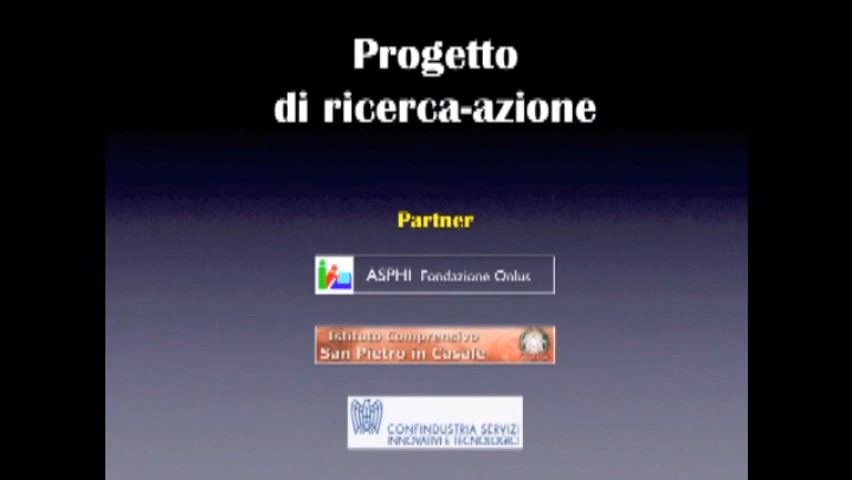 Progetto
di ricerca-azione
Partner
ASPHI Fondazione Onlus
Istituto Comprensivo
San Pietro in Casale
CONFINDUSTRIA SERVIZI
INNOVATIVI E TECNOLOGICI